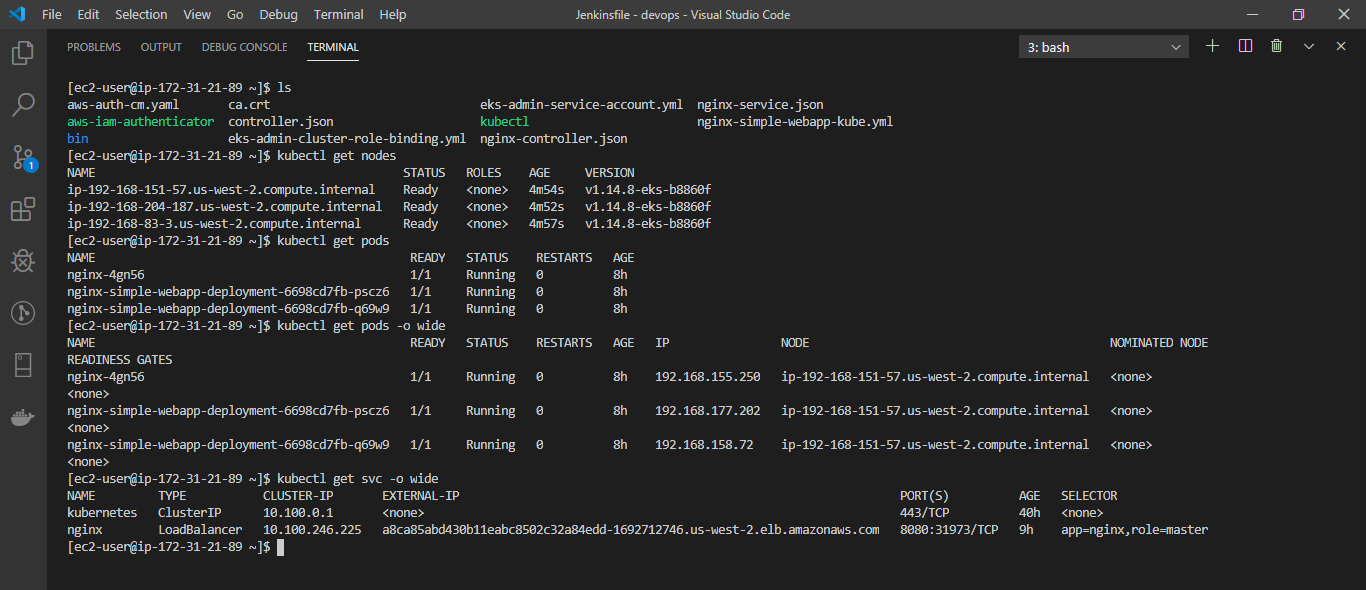 File Edit Selection View Go Debug Terminal Help Jenkinsfile - devops - Visual Studio Code
PROBLEMS OUTPUT DEBUG CONSOLE TERMINAL 3: bash
[ec2-user@ip-172-31-21-89 ~]$ ls
aws-auth-cm.yaml ca.crt eks-admin-service-account.yml nginx-service.json
aws-iam-authenticator controller.json kubectl nginx-simple-webapp-kube.yml
bin eks-admin-cluster-role-binding.yml nginx-controller.json
[ec2-user@ip-172-31-21-89 ~]$ kubectl get nodes
NAME STATUS ROLES AGE VERSION
ip-192-168-151-57.us-west-2.compute.internal Ready <none> 4m54s v1.14.8-eks-b8860f
ip-192-168-204-187.us-west-2.compute.internal Ready <none> 4m52s v1.14.8-eks-b8860f
ip-192-168-83-3.us-west-2.compute.internal Ready <none> 4m57s v1.14.8-eks-b8860f
[ec2-user@ip-172-31-21-89 ~]$ kubectl get pods
NAME READY STATUS RESTARTS AGE
nginx-4gn56 1/1 Running 0 8h
nginx-simple-webapp-deployment-6698cd7fb-pscz6 1/1 Running 0 8h
nginx-simple-webapp-deployment-6698cd7fb-q69w9 1/1 Running 0 8h
[ec2-user@ip-172-31-21-89 ~]$ kubectl get pods -o wide
NAME READY STATUS RESTARTS AGE IP NODE NOMINATED NODE
READINESS GATES
nginx-4gn56 1/1 Running 0 8h 192.168.155.250 ip-192-168-151-57.us-west-2.compute.internal <none>
<none>
nginx-simple-webapp-deployment-6698cd7fb-pscz6 1/1 Running 0 8h 192.168.177.202 ip-192-168-151-57.us-west-2.compute.internal <none>
<none>
nginx-simple-webapp-deployment-6698cd7fb-q69w9 1/1 Running 0 8h 192.168.158.72 ip-192-168-151-57.us-west-2.compute.internal <none>
<none>
[ec2-user@ip-172-31-21-89 ~]$ kubectl get svc -o wide
NAME TYPE CLUSTER-IP EXTERNAL-IP PORT(S) AGE SELECTOR
kubernetes ClusterIP 10.100.0.1 <none> 443/TCP 40h <none>
nginx LoadBalancer 10.100.246.225 a8ca85abd430b11eabc8502c32a84edd-1692712746.us-west-2.elb.amazonaws.com 8080:31973/TCP 9h app=nginx,role=master
[ec2-user@ip-172-31-21-89 ~]$
1